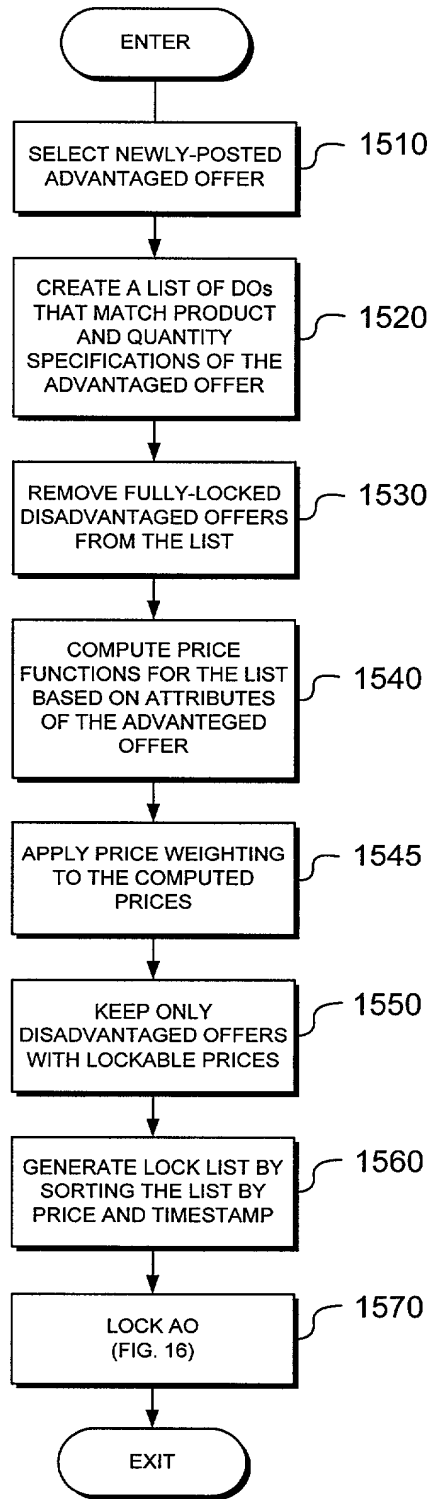 ENTER
SELECT NEWLY-POSTED
ADVANTAGED OFFER
1510
CREATE A LIST OF DOs
THAT MATCH PRODUCT
AND QUANTITY
SPECIFICATIONS OF THE
ADVANTAGED OFFER
1520
REMOVE FULLY-LOCKED
DISADVANTAGED OFFERS
FROM THE LIST
1530
COMPUTE PRICE
FUNCTIONS FOR THE LIST
BASED ON ATTRIBUTES
OF THE ADVANTEGED
OFFER
1540
APPLY PRICE WEIGHTING
TO THE COMPUTED
PRICES
1545
KEEP ONLY
DISADVANTAGED OFFERS
WITH LOCKABLE PRICES
1550
GENERATE LOCK LIST BY
SORTING THE LIST BY
PRICE AND TIMESTAMP
1560
LOCK AO
(FIG. 16)
1570
EXIT